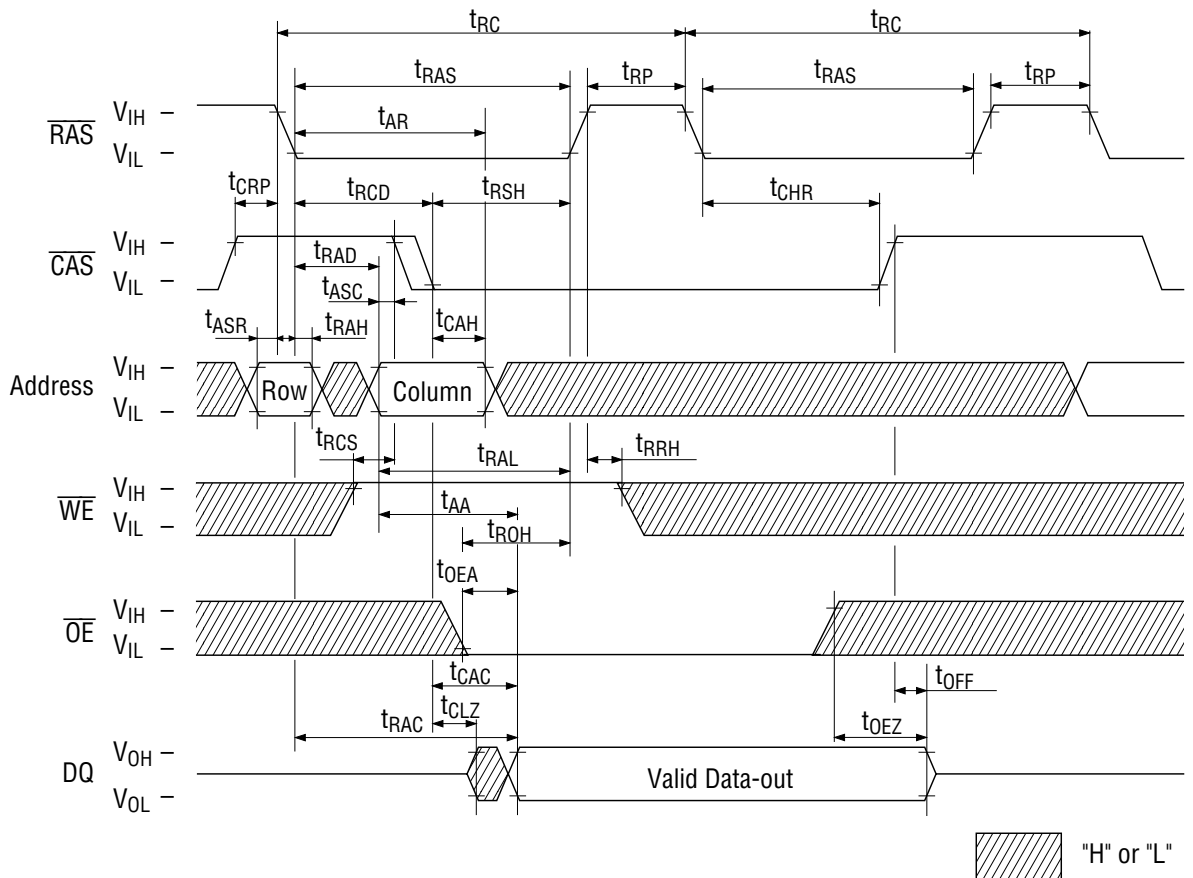 tRC tRC
tRAS tRP tRAS tRP
RAS VIH – tAR
VIL –
tCRP tRCD tRSH tCHR
CAS VIH –
tRAD
VIL –
tASC
tASR tRAH tCAH
Address VIH –
Row Column
VIL –
tRCS tRAL tRRH
WE VIH –
tAA
VIL –
tROH
tOEA
OE VIH –
VIL –
tCAC tOFF
tCLZ
tRAC tOEZ
DQ VOH –
Valid Data-out
VOL –
"H" or "L"